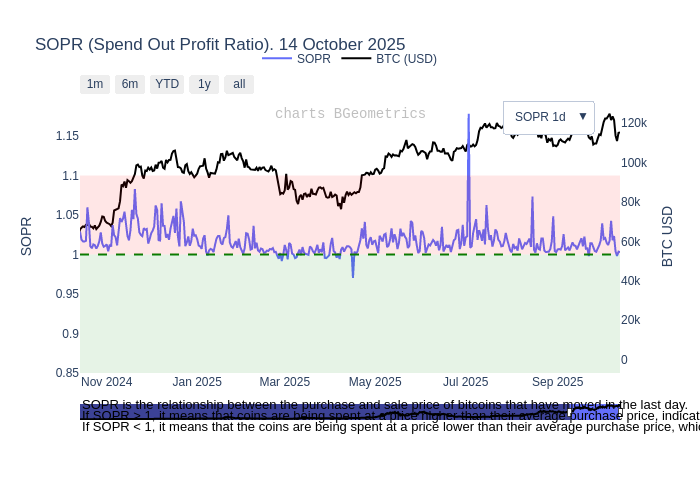 SOPR (Spend Out Profit Ratio). 14 October 2025
SOPR BTC (USD)
1m 6m YTD 1y all
charts BGeometrics
SOPR 1d ▼
1.15
1.1
1.05
1
0.95
0.9
0.85
SOPR
120k
100k
80k
60k
40k
20k
0
BTC USD
Nov 2024 Jan 2025 Mar 2025 May 2025 Jul 2025 Sep 2025
SOPR is the relationship between the purchase and sale price of bitcoins that have moved in the last day.
If SOPR > 1, it means that coins are being spent at a price higher than their average purchase price, indicat
If SOPR < 1, it means that the coins are being spent at a price lower than their average purchase price, whic